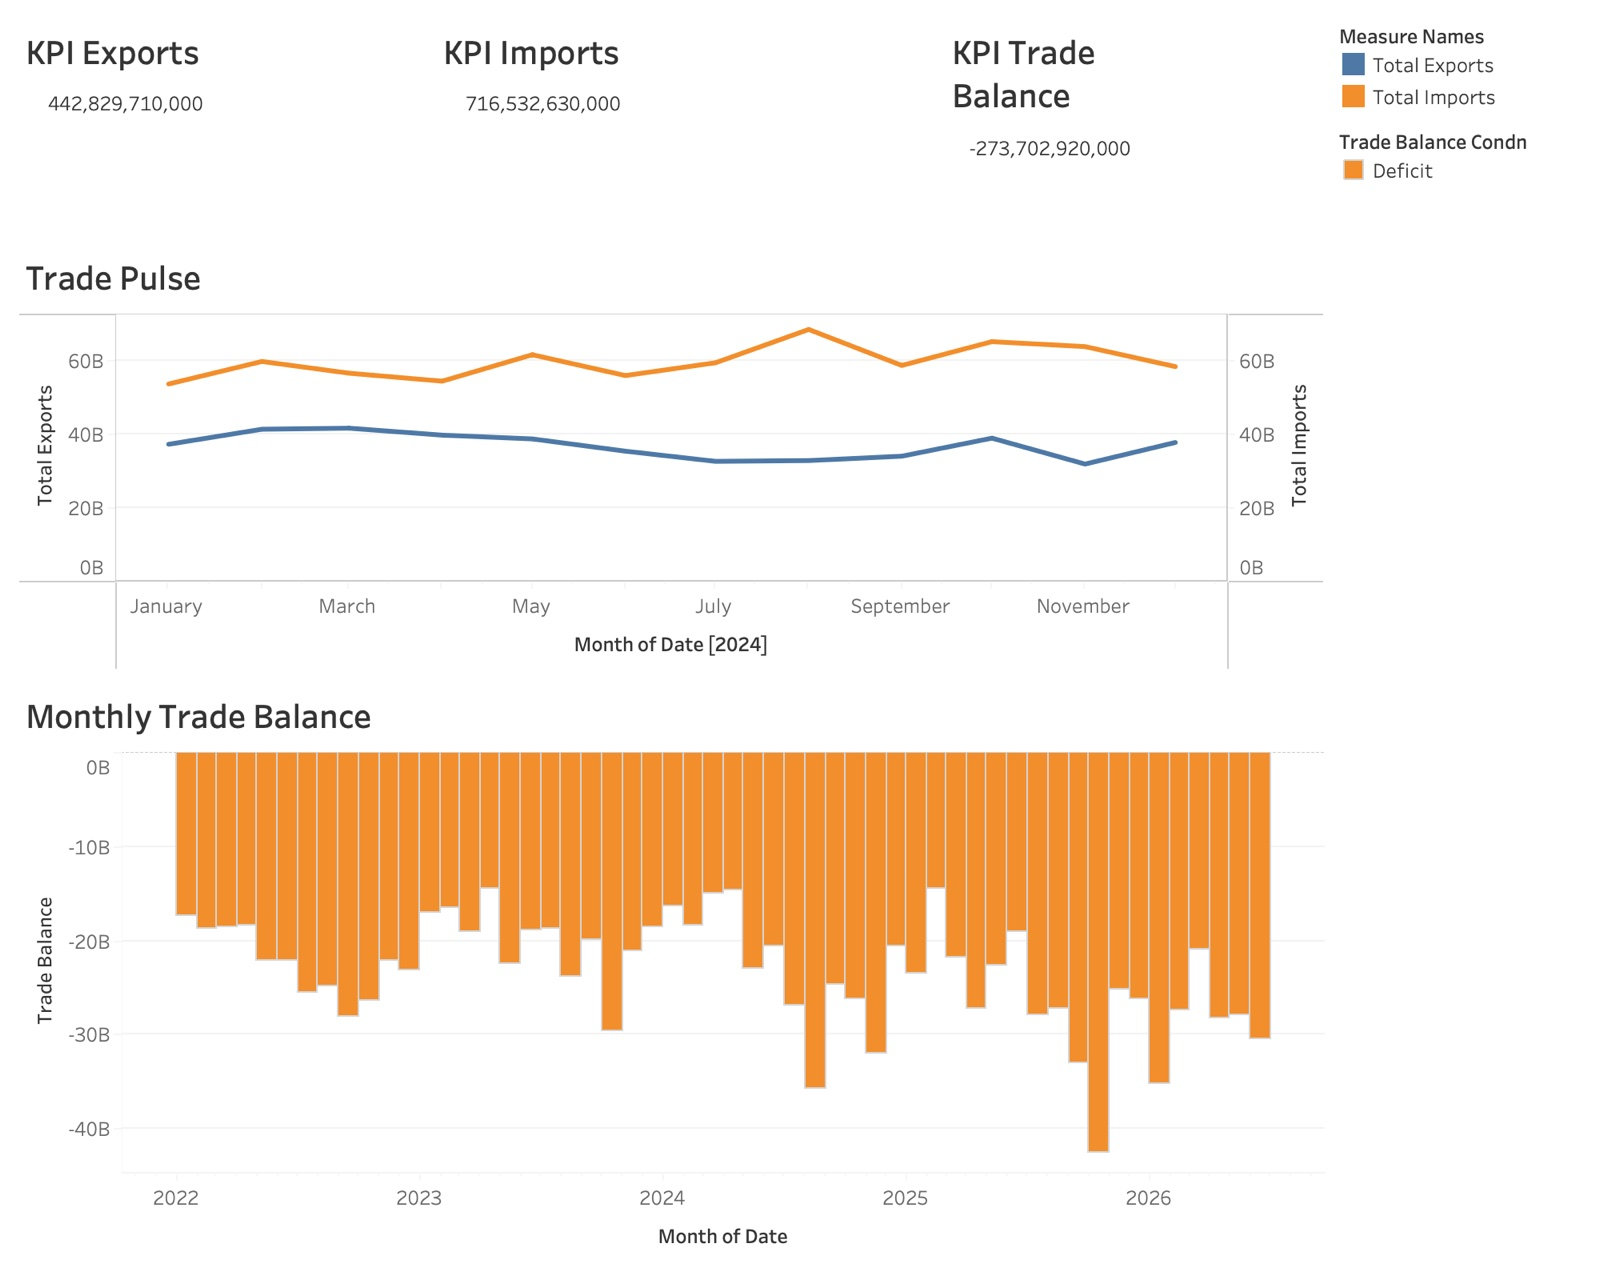 KPI Exports
442,829,710,000
KPI Imports
716,532,630,000
KPI Trade
Balance
-273,702,920,000
Measure Names
Total Exports
Total Imports
Trade Balance Condn
Deficit
Trade Pulse
Total Exports
60B
40B
20B
0B
60B
40B
20B
0B
Total Imports
January March May July September November
Month of Date [2024]
Monthly Trade Balance
Trade Balance
0B
-10B
-20B
-30B
-40B
2022 2023 2024 2025 2026
Month of Date